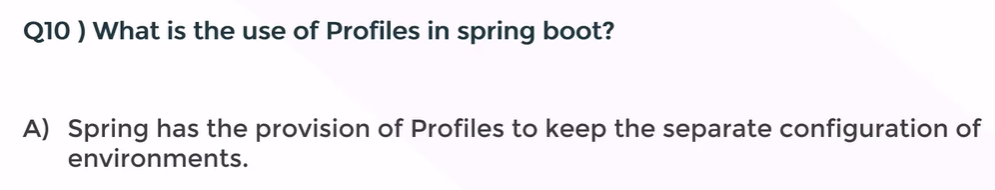 Q10 ) What is the use of Profiles in spring boot?
A) Spring has the provision of Profiles to keep the separate configuration of
environments.